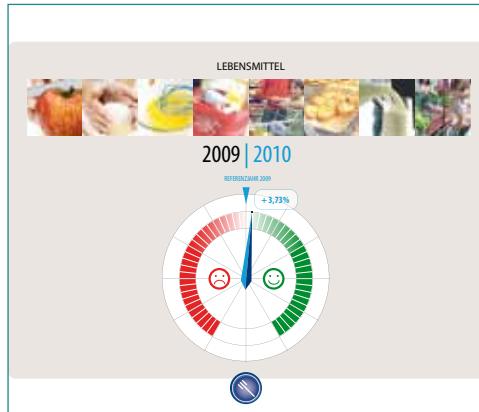 LEBENSMITTEL
2009 | 2010
REFERENZJAHR 2009
+3,73%